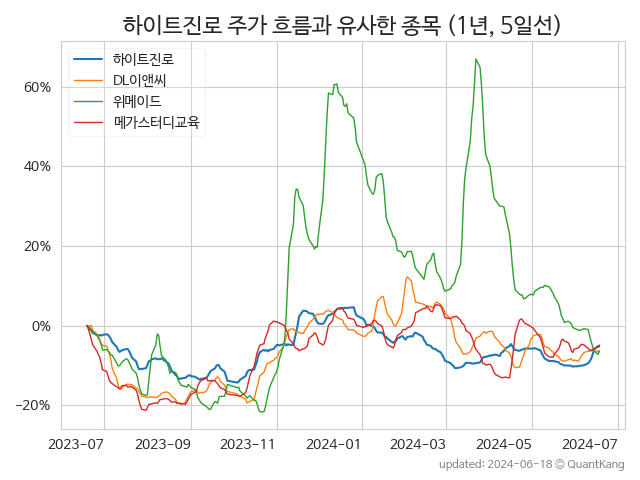 하이트진로 주가 흐름과 유사한 종목 (1년, 5일선)
하이트진로
DL이앤씨
위메이드
메가스터디교육
60%
40%
20%
0%
−20%
2023-07
2023-09
2023-11
2024-01
2024-03
2024-05
2024-07
updated: 2024-06-18 © QuantKang